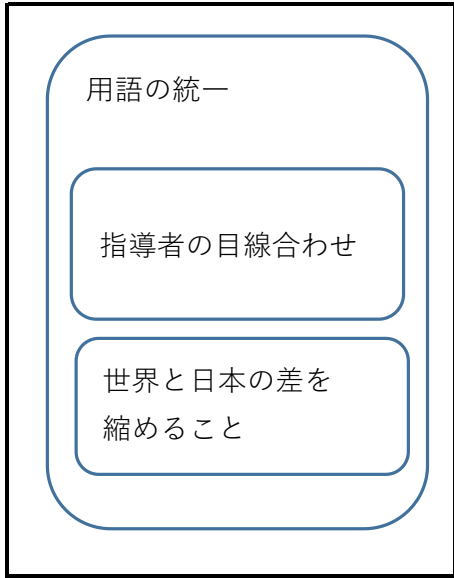 用語の統一
指導者の目線合わせ
世界と日本の差を
縮めること